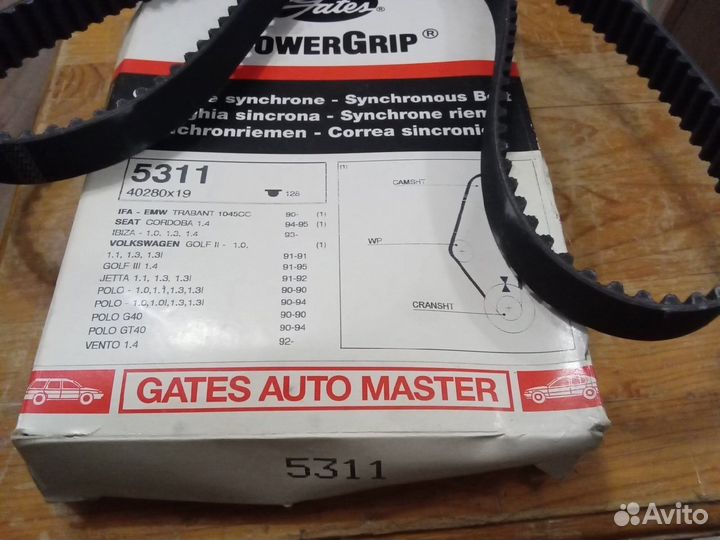 Gates
POWERGRIP ®
synchrone - Synchronous Be
ghia sincrona - Synchrone riem
chronriemen - Correa sincroni
5311
40280x19
128
(1)
IFA - EMW TRABANT 1045CC 90- (1)
SEAT CORDOBA 1.4 94-95 (1)
IBIZA - 1.0, 1.3, 1.4 93-
VOLKSWAGEN GOLF II - 1.0, (1)
1.1, 1.3, 1.3I 91-91
GOLF III 1.4 91-95
JETTA 1.1, 1.3, 1.3I 91-92
POLO - 1.0,1.1,1.3,1.3I 90-90
POLO - 1.0,1.0I,1.3,1.3I 90-94
POLO G40 90-90
POLO GT40 90-94
VENTO 1.4 92-
CAMSHT
WP
CRANSHT
GATES AUTO MASTER
5311
Avito